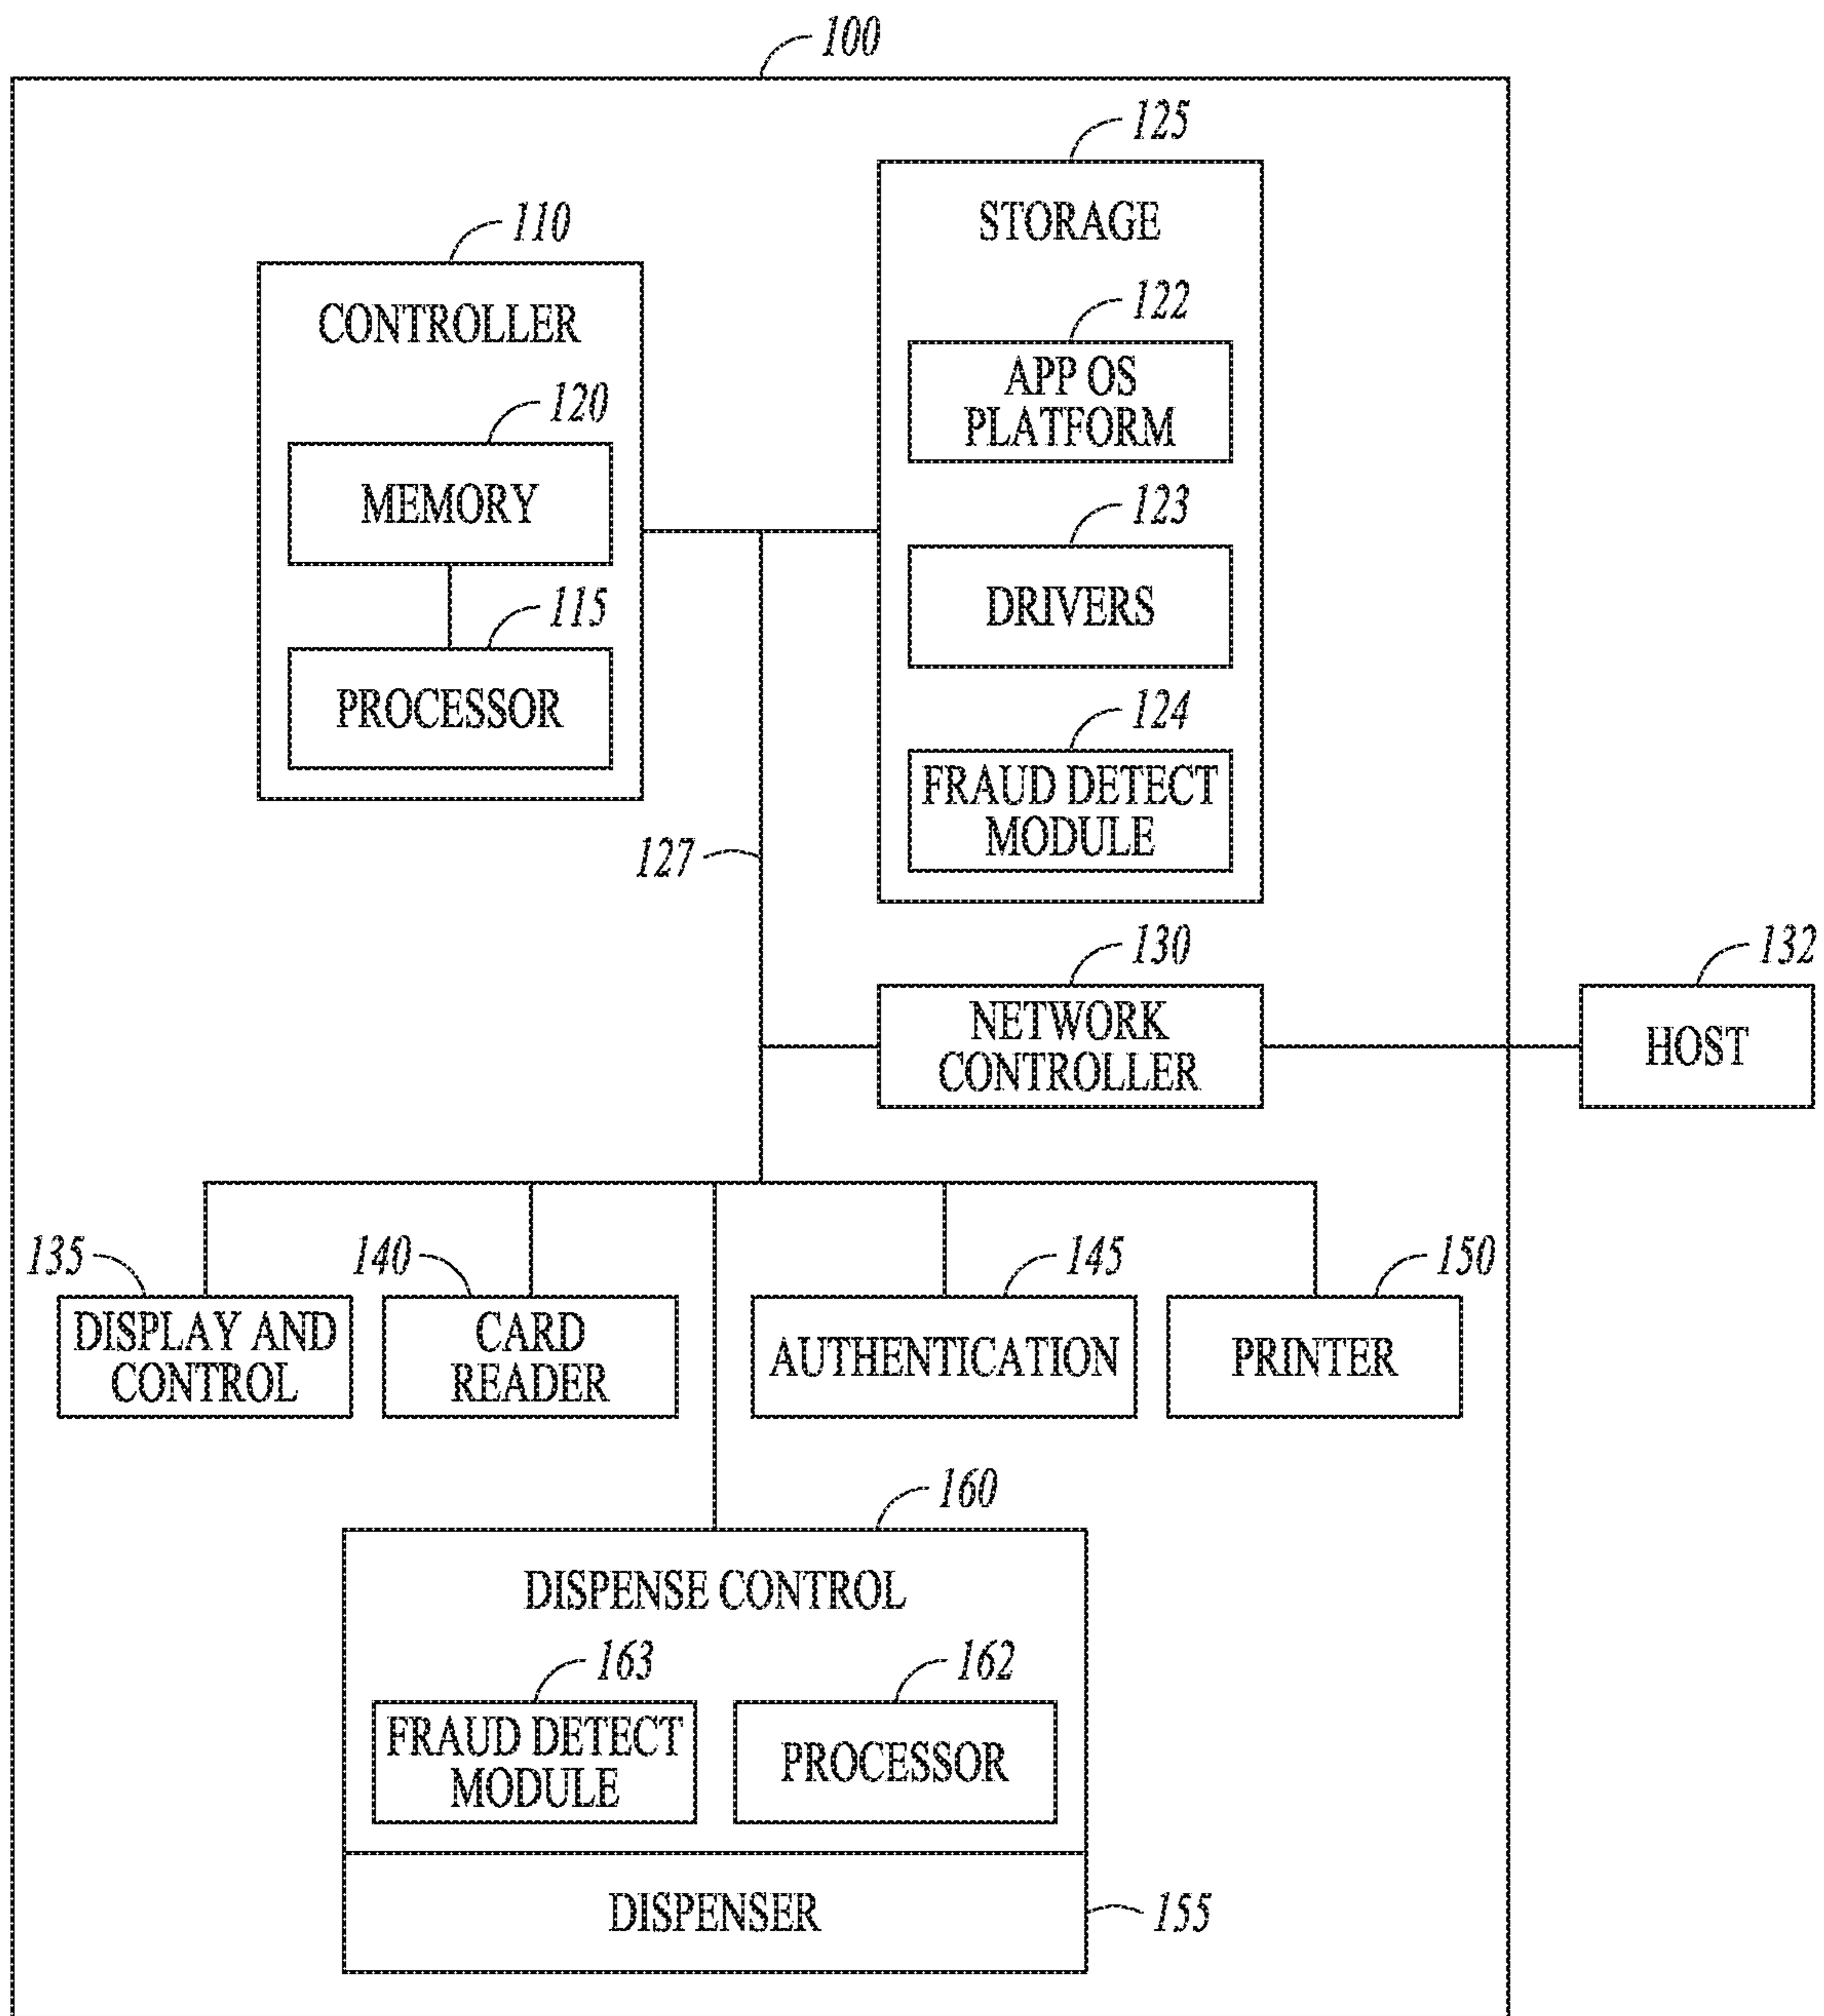 100
125
STORAGE
110
CONTROLLER
122
APP OS
PLATFORM
120
MEMORY
123
DRIVERS
115
PROCESSOR
124
FRAUD DETECT
MODULE
127
130
NETWORK
CONTROLLER
132
HOST
135
DISPLAY AND
CONTROL
140
CARD
READER
145
AUTHENTICATION
150
PRINTER
160
DISPENSE CONTROL
163
FRAUD DETECT
MODULE
162
PROCESSOR
DISPENSER
155